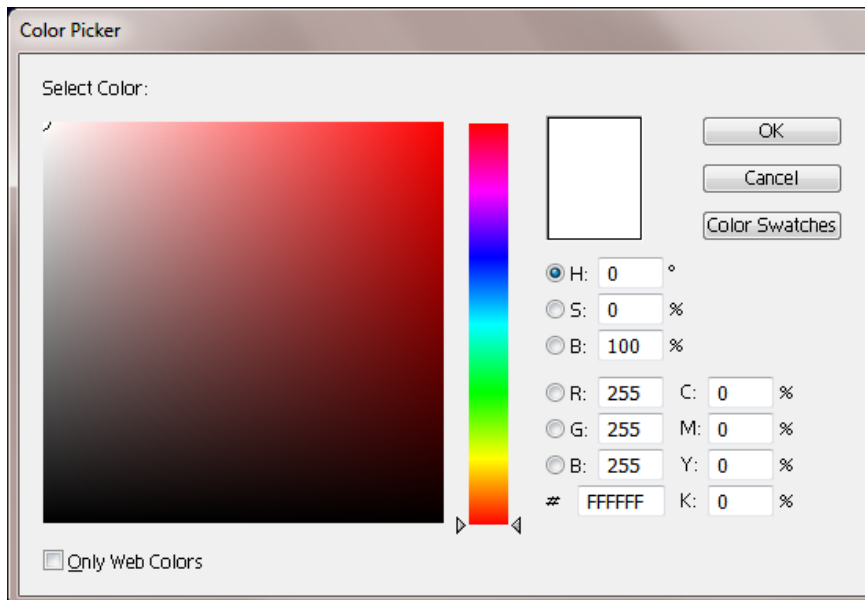 Color Picker
Select Color:
OK
Cancel
Color Swatches
H: 0 °
S: 0 %
B: 100 %
R: 255 C: 0 %
G: 255 M: 0 %
B: 255 Y: 0 %
# FFFFFF K: 0 %
Only Web Colors